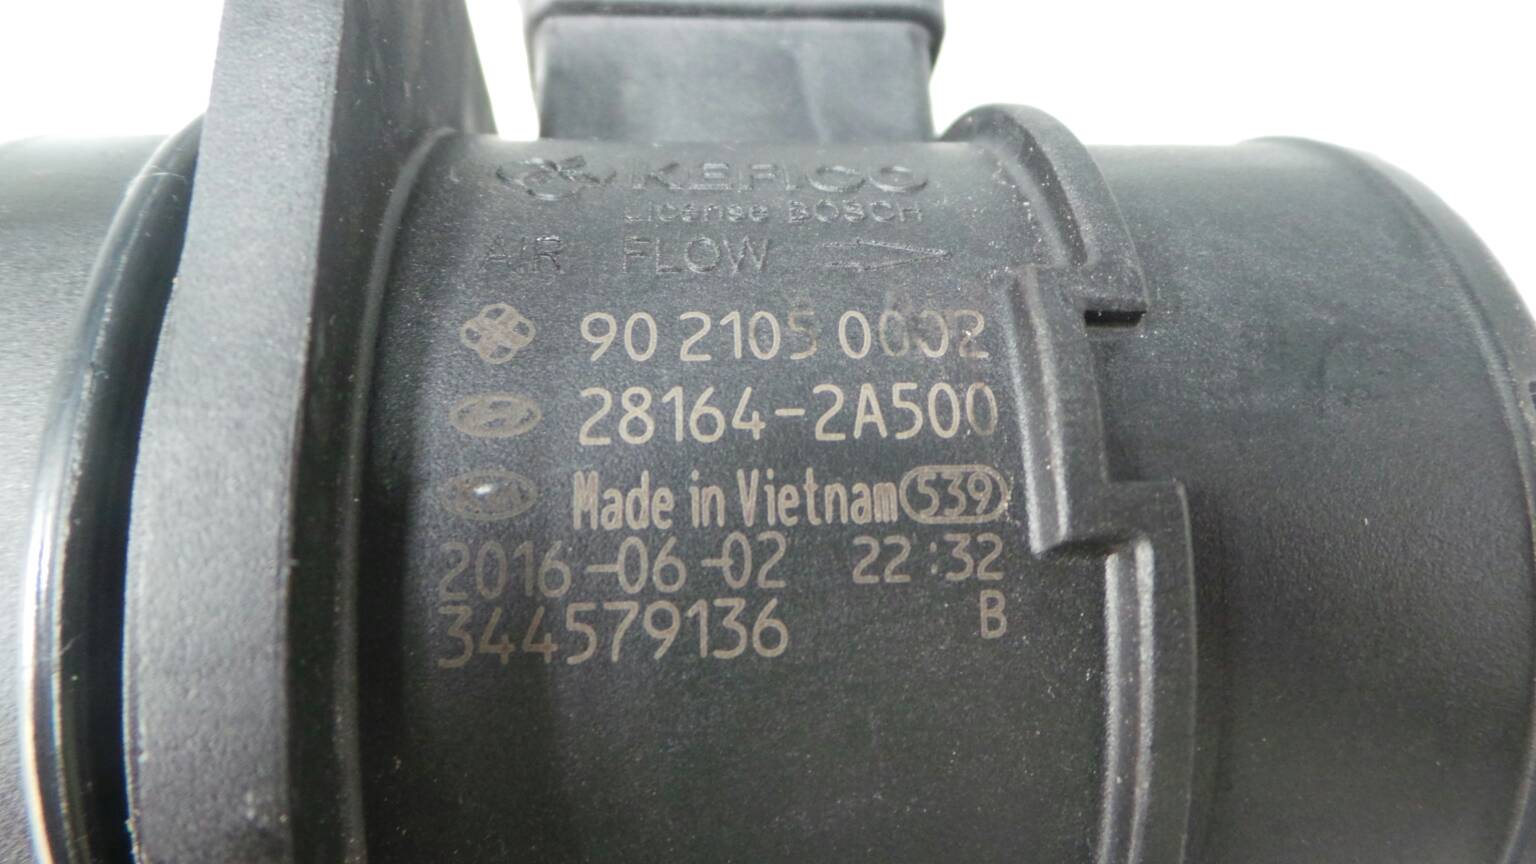 KEFICO
License BOSCH
AIR FLOW
90 2105 0002
28164-2A500
Made in Vietnam 539
2016-06-02 22:32
344579136 B